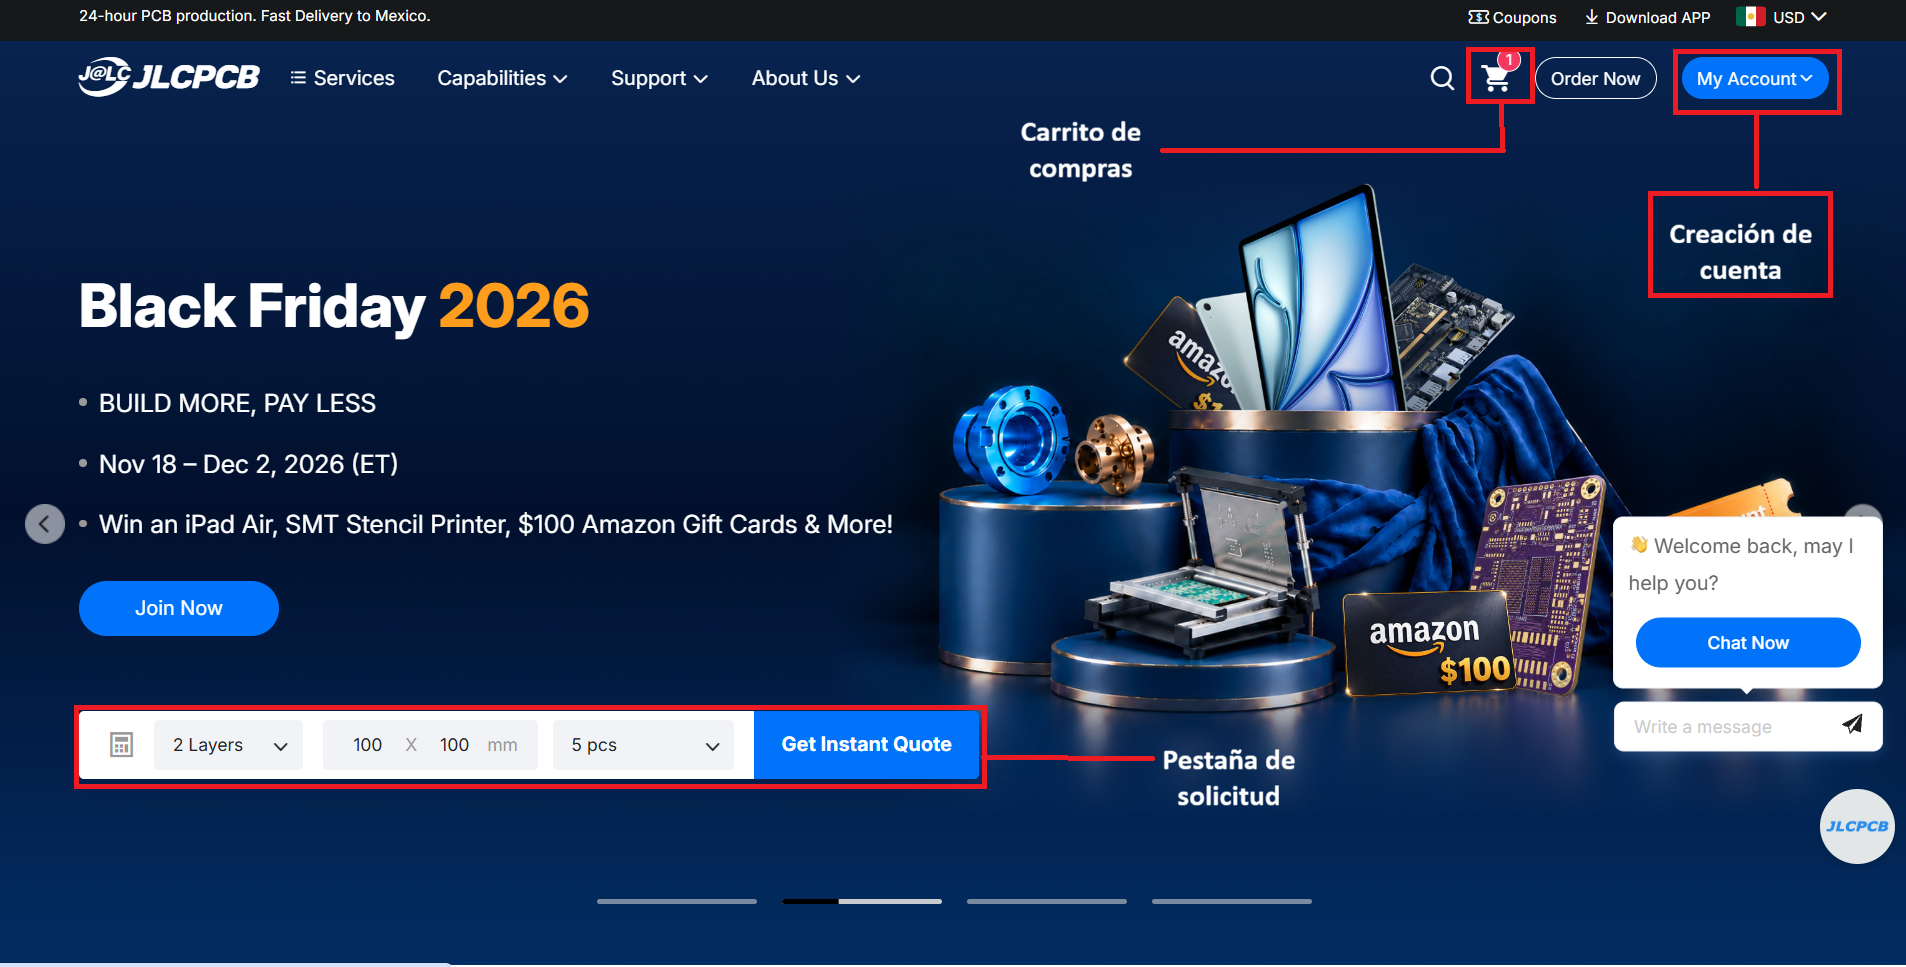 24-hour PCB production. Fast Delivery to Mexico.
Coupons
Download APP
USD
J@LC JLCPCB
Services
Capabilities
Support
About Us
1
Order Now
My Account
Carrito de
compras
Creación de
cuenta
Black Friday 2026
BUILD MORE, PAY LESS
Nov 18 – Dec 2, 2026 (ET)
Win an iPad Air, SMT Stencil Printer, $100 Amazon Gift Cards & More!
Join Now
amazon
$100
Welcome back, may I
help you?
Chat Now
Write a message
2 Layers
100 X 100 mm
5 pcs
Get Instant Quote
Pestaña de
solicitud
JLCPCB